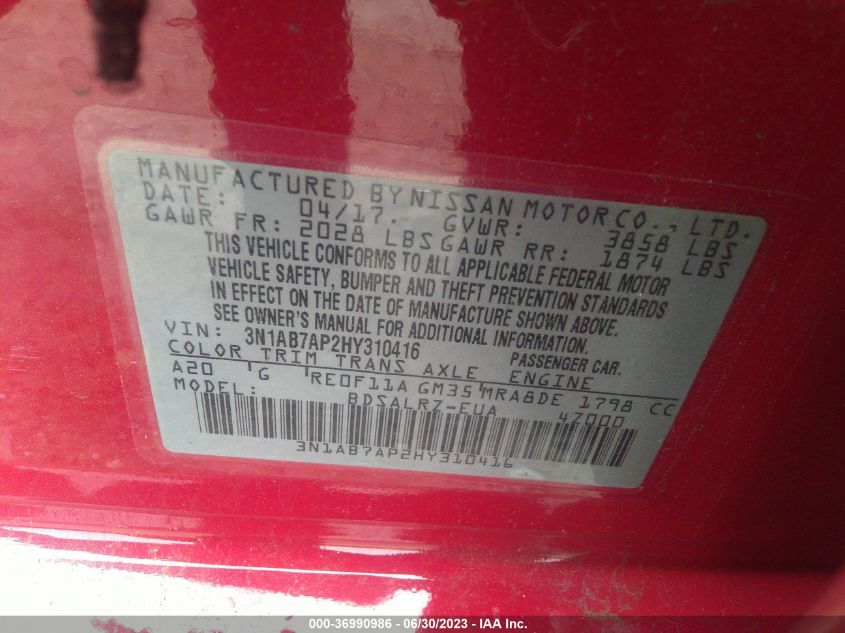 MANUFACTURED BY NISSAN MOTOR CO., LTD.
DATE: 04/17. GVWR: 3858 LBS
GAWR FR: 2028 LBS GAWR RR: 1874 LBS
THIS VEHICLE CONFORMS TO ALL APPLICABLE FEDERAL MOTOR
VEHICLE SAFETY, BUMPER AND THEFT PREVENTION STANDARDS
IN EFFECT ON THE DATE OF MANUFACTURE SHOWN ABOVE.
SEE OWNER'S MANUAL FOR ADDITIONAL INFORMATION.
VIN: 3N1AB7AP2HY310416 PASSENGER CAR.
COLOR TRIM TRANS AXLE ENGINE
A20 G RE0F11A GM35 MRA8DE 1798 CC
MODEL: BDSALRZ-EUA 47000
3N1AB7AP2HY310416
000-36990986 - 06/30/2023 - IAA Inc.